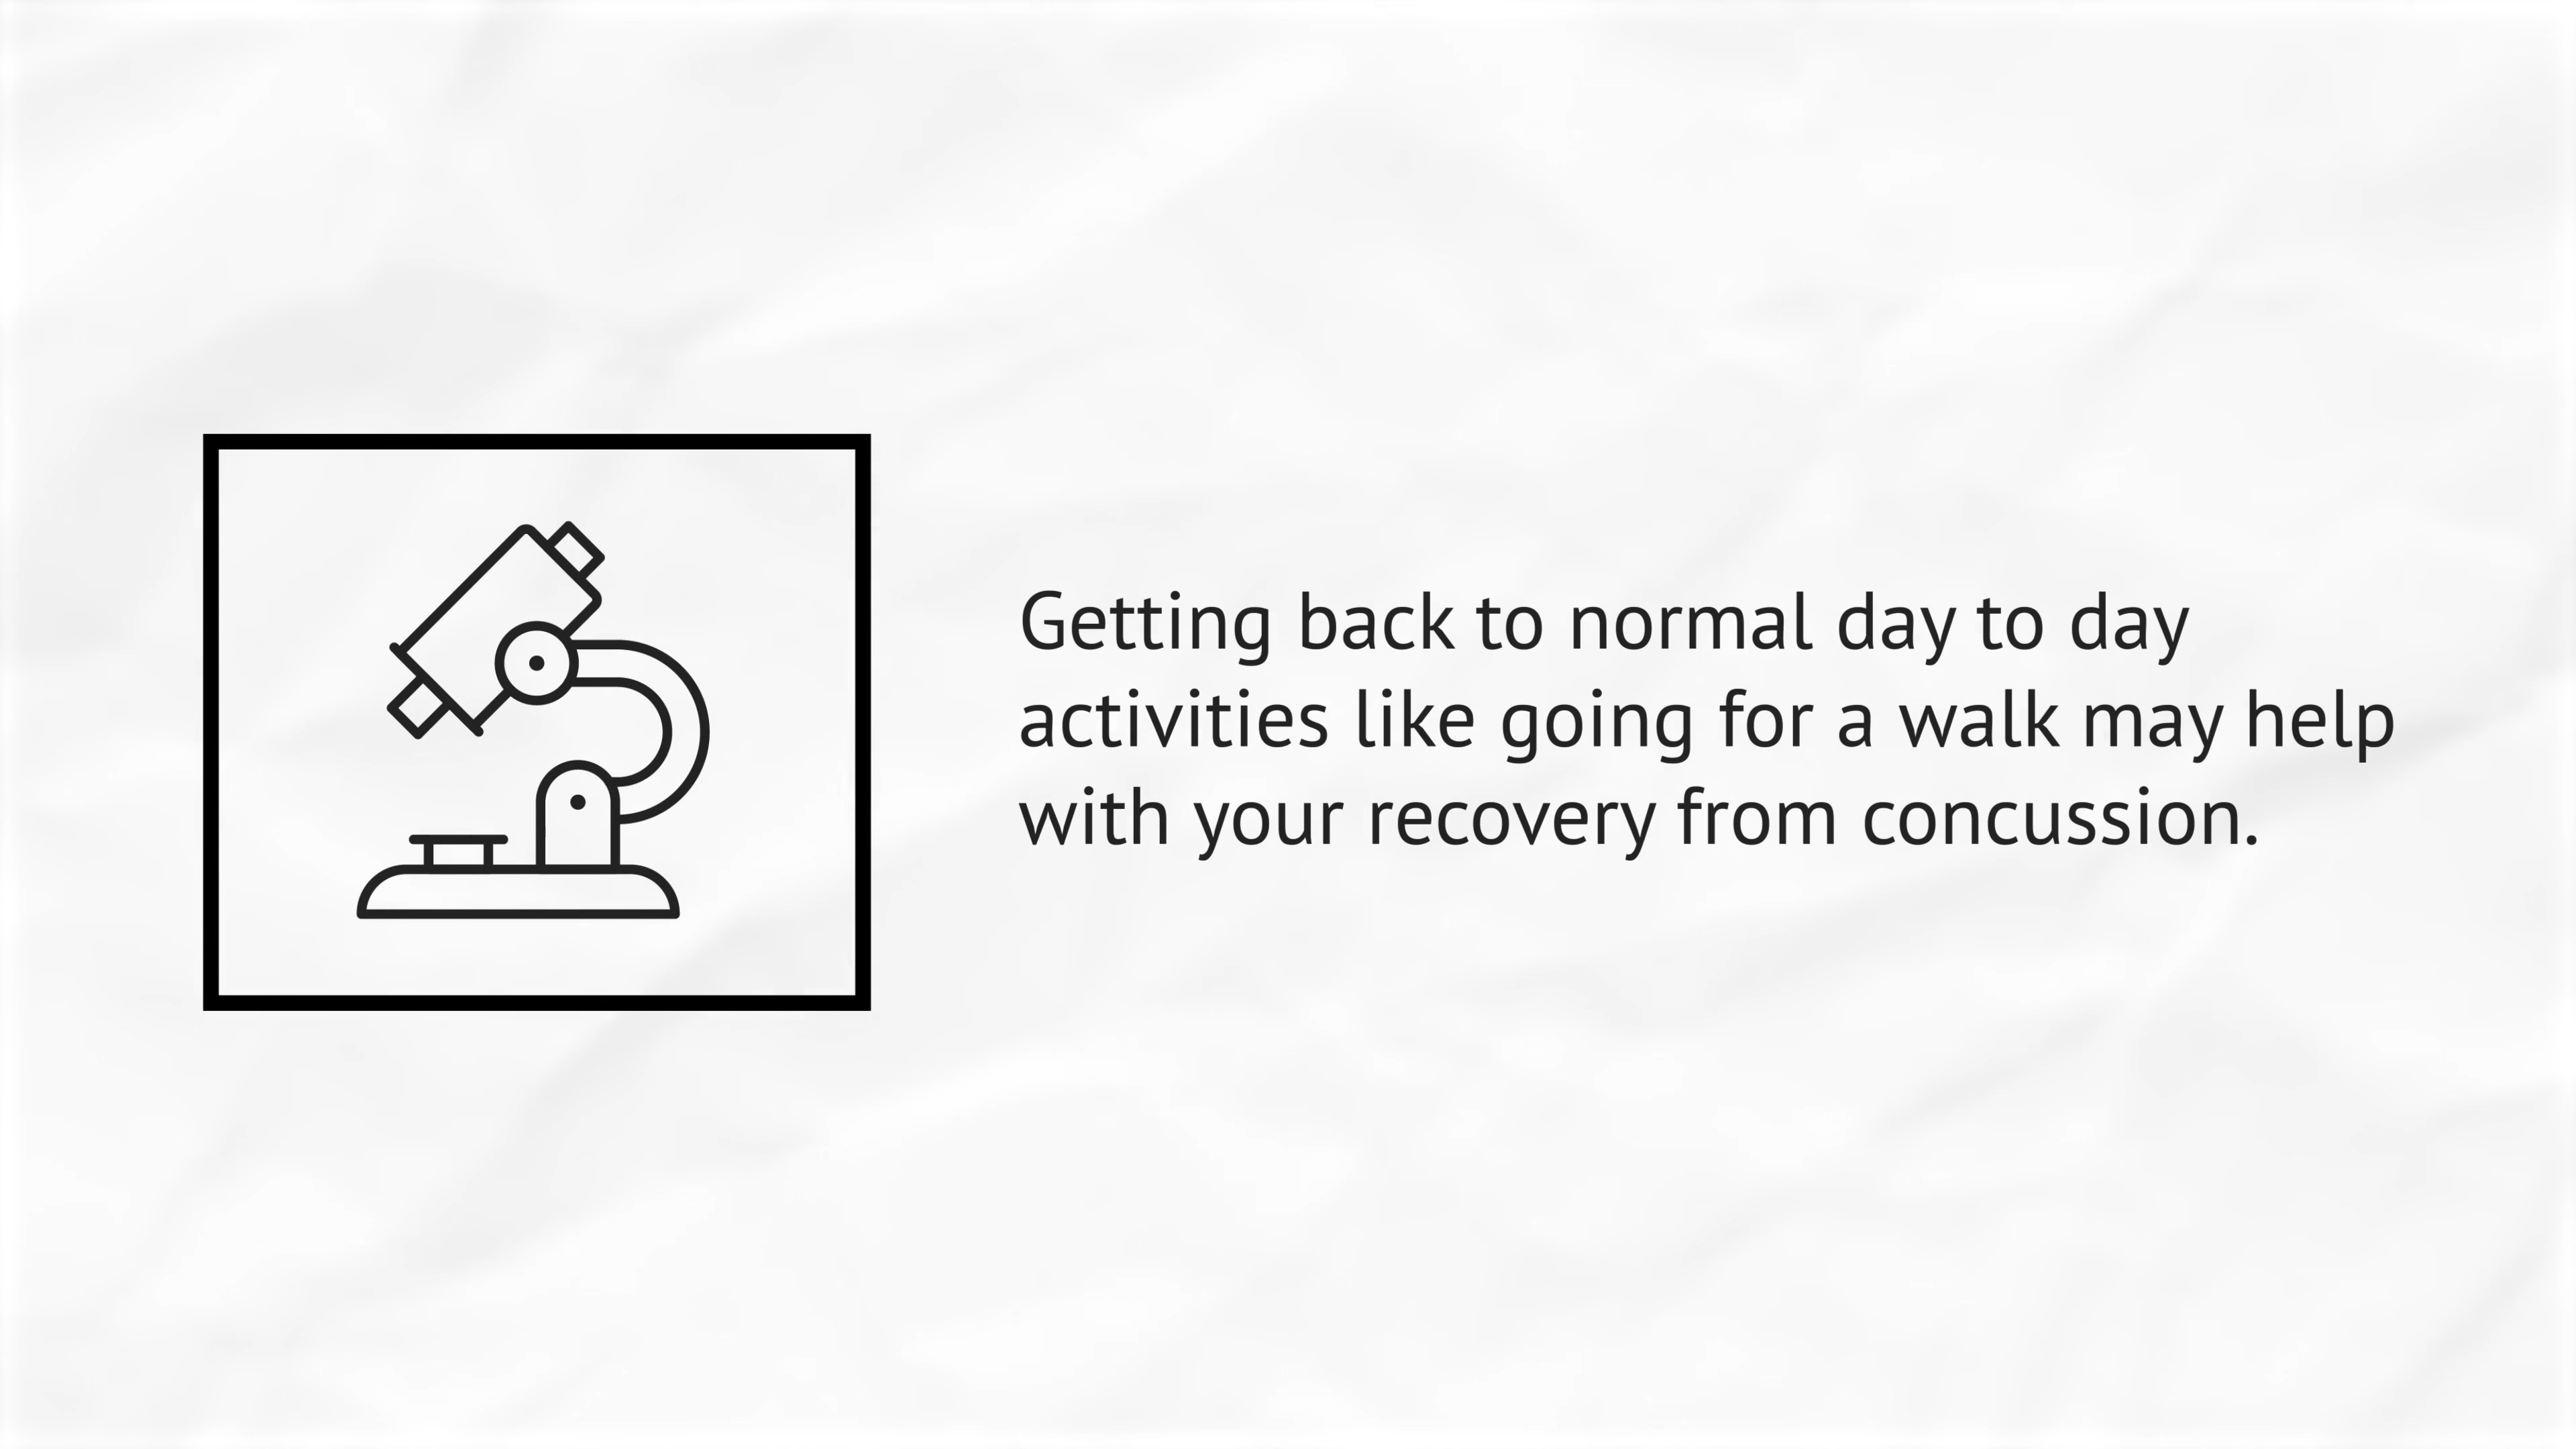 Getting back to normal day to day
activities like going for a walk may help
with your recovery from concussion.